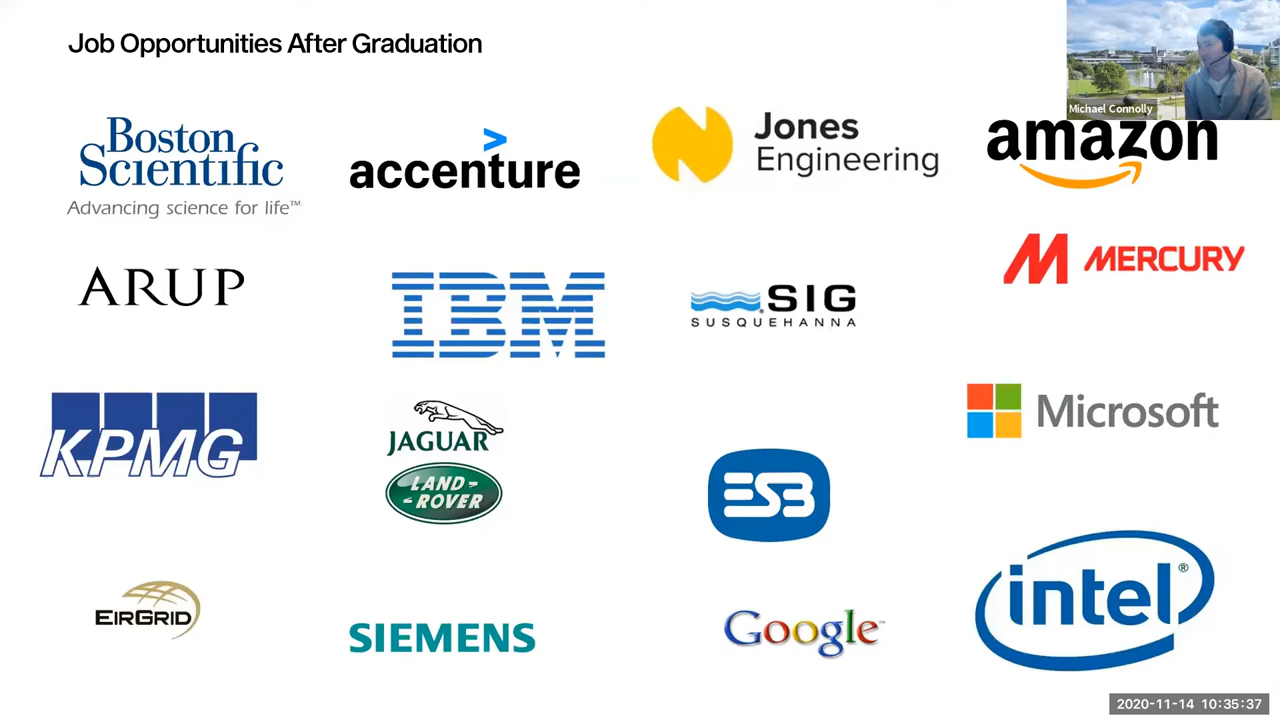 Job Opportunities After Graduation
Michael Connolly
Boston
Scientific
Advancing science for life™
accenture
Jones
Engineering
amazon
ARUP
IBM
SIG
SUSQUEHANNA
MERCURY
KPMG
JAGUAR
LAND-
-ROVER
ESB
Microsoft
EIRGRID
SIEMENS
Google™
intel®
2020-11-14 10:35:37